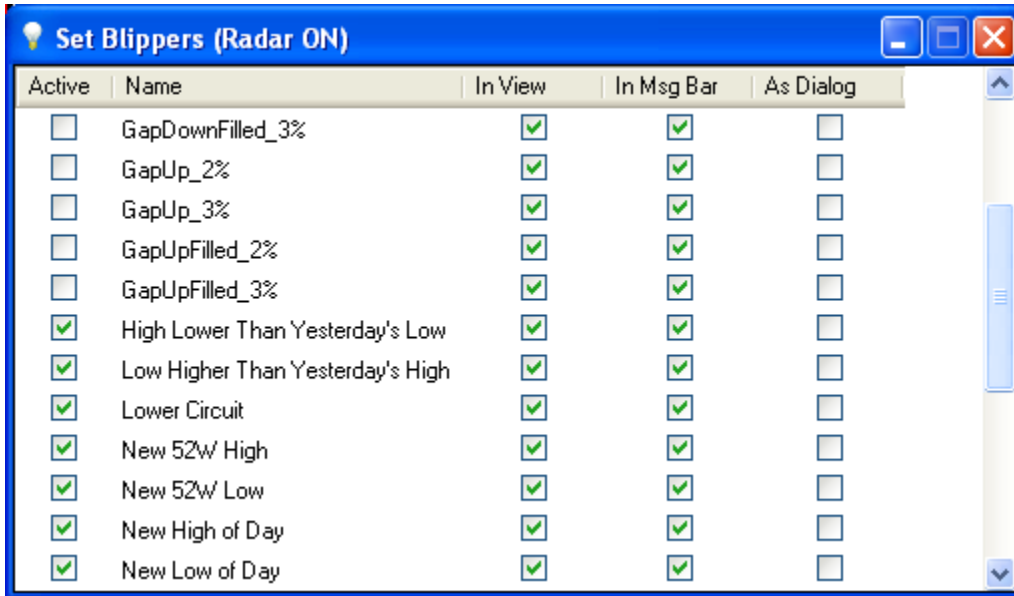 Set Blippers (Radar ON)
Active Name In View In Msg Bar As Dialog
GapDownFilled_3%
GapUp_2%
GapUp_3%
GapUpFilled_2%
GapUpFilled_3%
High Lower Than Yesterday's Low
Low Higher Than Yesterday's High
Lower Circuit
New 52W High
New 52W Low
New High of Day
New Low of Day